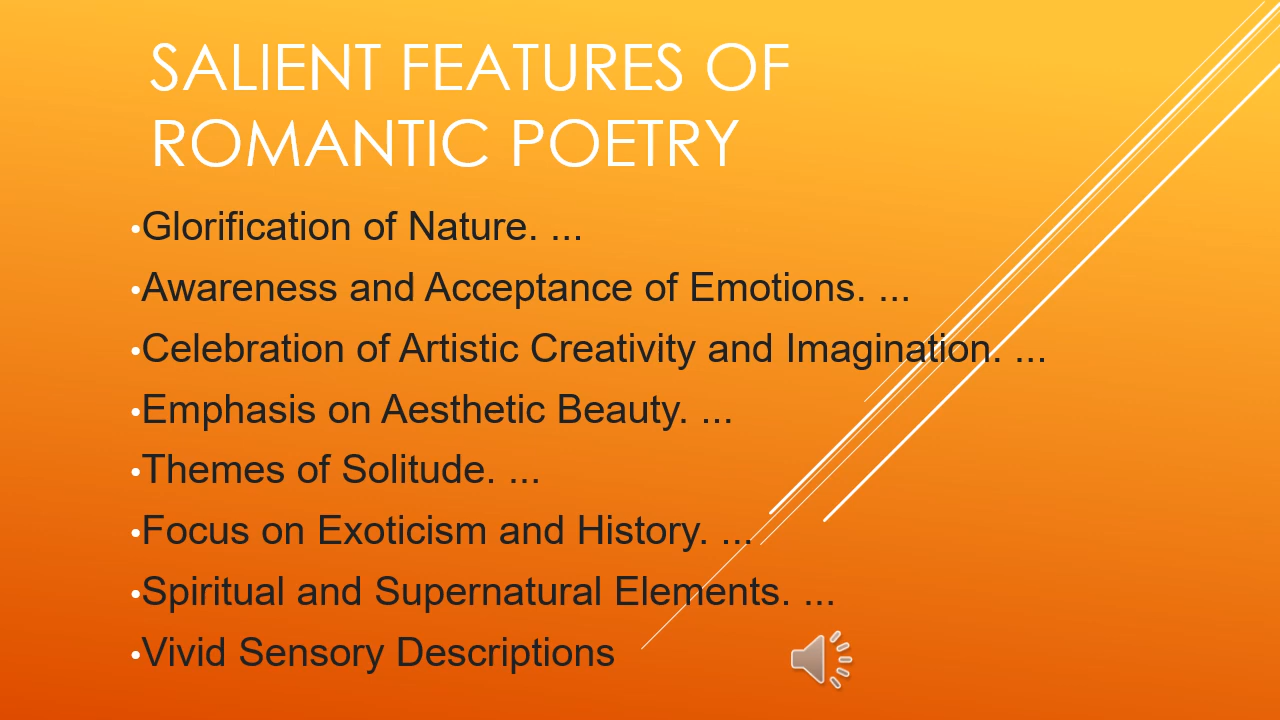 SALIENT FEATURES OF
ROMANTIC POETRY
•Glorification of Nature. ...
•Awareness and Acceptance of Emotions. ...
•Celebration of Artistic Creativity and Imagination. ...
•Emphasis on Aesthetic Beauty. ...
•Themes of Solitude. ...
•Focus on Exoticism and History. ...
•Spiritual and Supernatural Elements. ...
•Vivid Sensory Descriptions